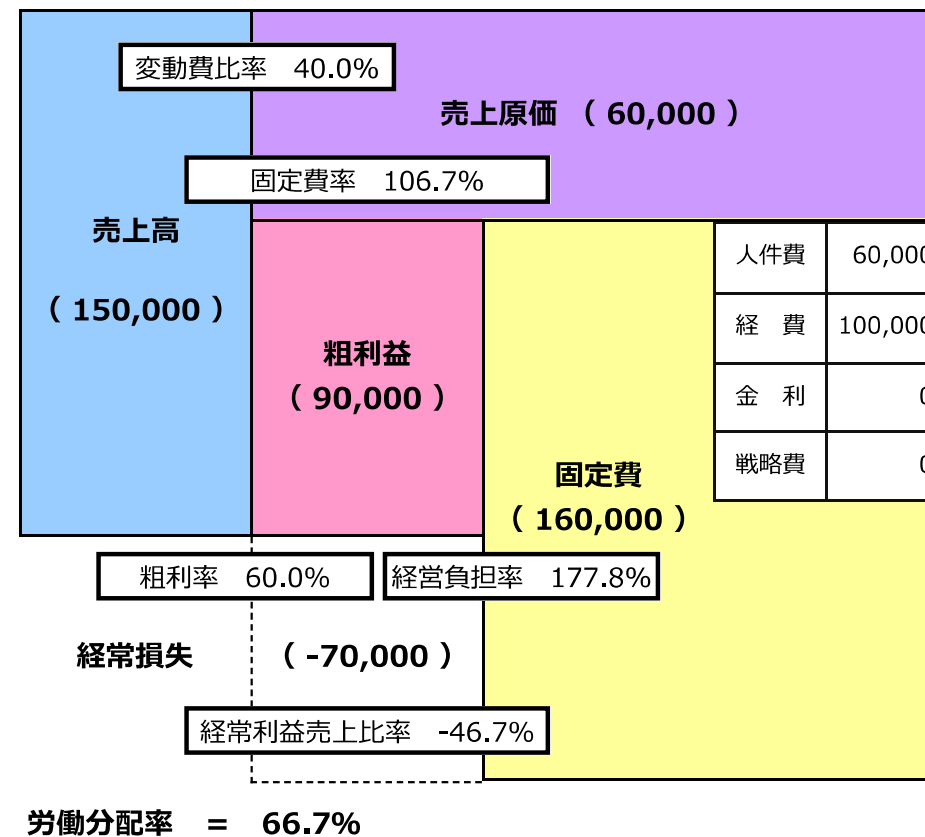 変動費比率 40.0%
売上原価 （ 60,000 ）
固定費率 106.7%
売上高
（ 150,000 ）
粗利益
（ 90,000 ）
人件費 60,000
経 費 100,000
金 利 0
戦略費 0
固定費
（ 160,000 ）
粗利率 60.0%
経営負担率 177.8%
経常損失 （ -70,000 ）
経常利益売上比率 -46.7%
労働分配率 = 66.7%